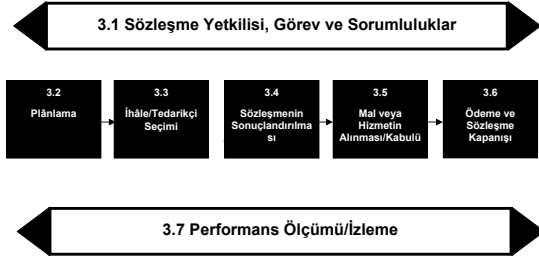 3.1 Sözleşme Yetkilisi, Görev ve Sorumluluklar
3.2
Plânlama
3.3
İhâle/Tedarikçi
Seçimi
3.4
Sözleşmenin
Sonuçlandırılma
sı
3.5
Mal veya
Hizmetin
Alınması/Kabulü
3.6
Ödeme ve
Sözleşme
Kapanışı
3.7 Performans Ölçümü/İzleme